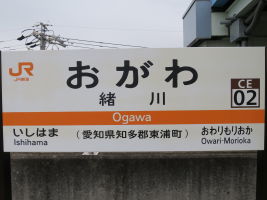 JR
JR東海
おがわ
緒川
CE
02
Ogawa
いしはま
Ishihama
(愛知県知多郡東浦町)
おわりもりおか
Owari-Morioka